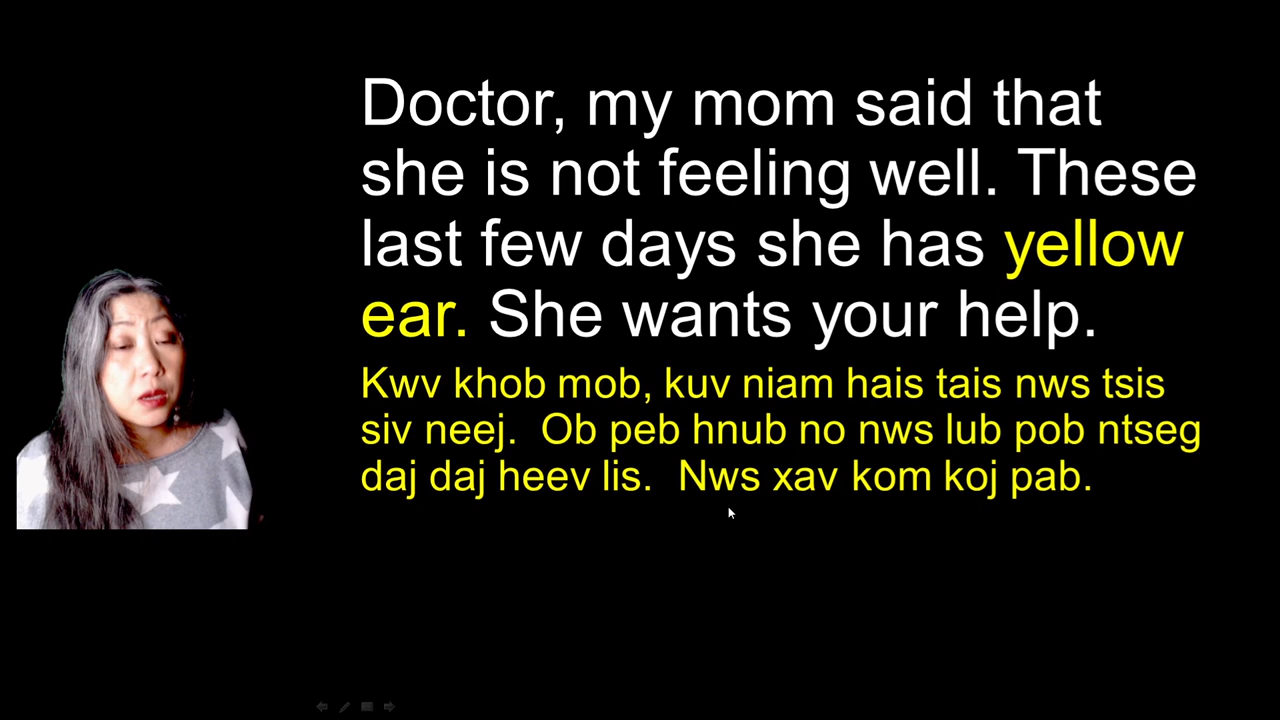 Doctor, my mom said that
she is not feeling well. These
last few days she has yellow
ear. She wants your help.
Kwv khob mob, kuv niam hais tais nws tsis
siv neej.  Ob peb hnub no nws lub pob ntseg
daj daj heev lis.  Nws xav kom koj pab.